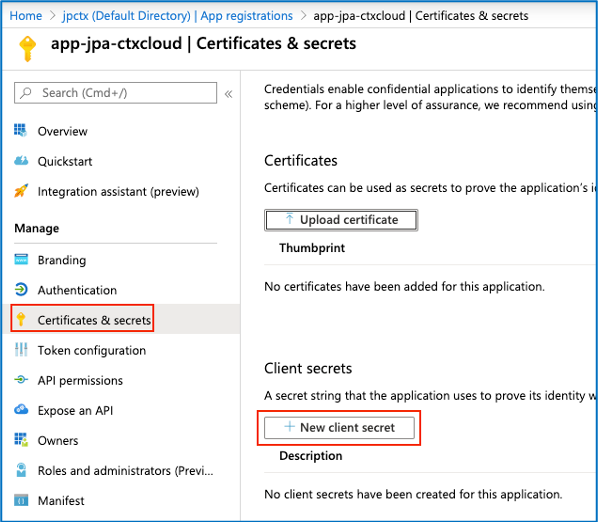 Home > jpctx (Default Directory) | App registrations > app-jpa-ctxcloud | Certificates & secrets
app-jpa-ctxcloud | Certificates & secrets
Search (Cmd+/)
«
Overview
Quickstart
Integration assistant (preview)
Manage
Branding
Authentication
Certificates & secrets
Token configuration
API permissions
Expose an API
Owners
Roles and administrators (Previ...
Manifest
Credentials enable confidential applications to identify themse
scheme). For a higher level of assurance, we recommend using
Certificates
Certificates can be used as secrets to prove the application's i
Upload certificate
Thumbprint
No certificates have been added for this application.
Client secrets
A secret string that the application uses to prove its identity w
+ New client secret
Description
No client secrets have been created for this application.